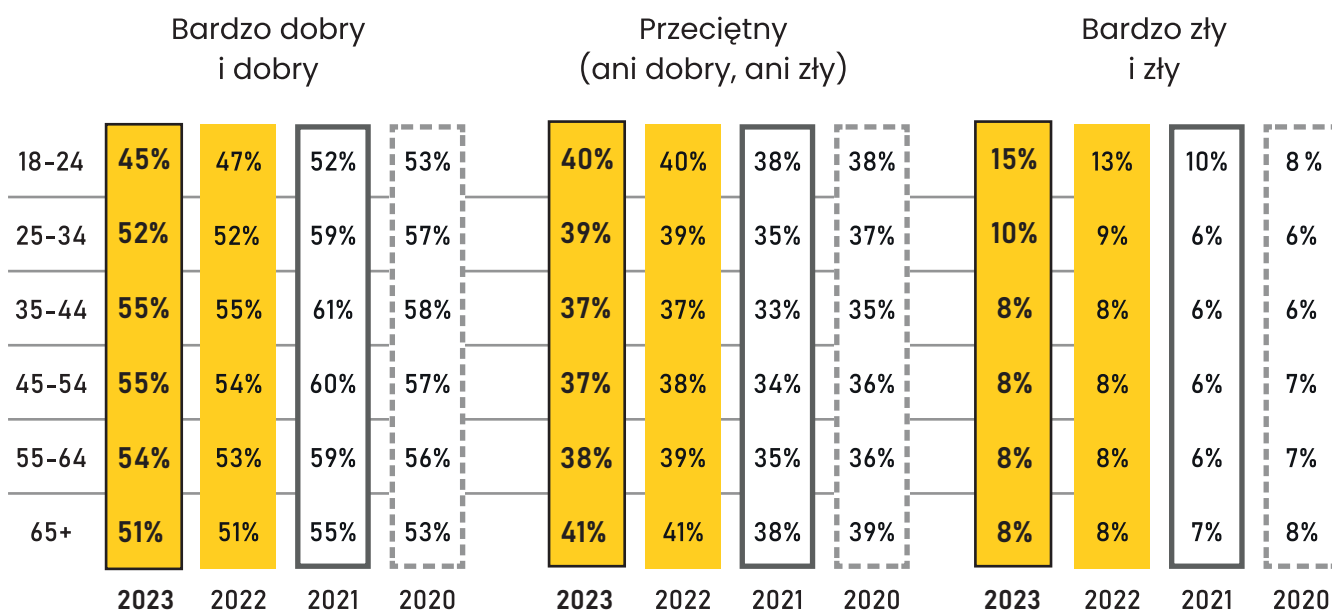 Bardzo dobry
i dobry
Przeciętny
(ani dobry, ani zły)
Bardzo zły
i zły
18-24 45% 47% 52% 53% 40% 40% 38% 38% 15% 13% 10% 8 %
25-34 52% 52% 59% 57% 39% 39% 35% 37% 10% 9% 6% 6%
35-44 55% 55% 61% 58% 37% 37% 33% 35% 8% 8% 6% 6%
45-54 55% 54% 60% 57% 37% 38% 34% 36% 8% 8% 6% 7%
55-64 54% 53% 59% 56% 38% 39% 35% 36% 8% 8% 6% 7%
65+ 51% 51% 55% 53% 41% 41% 38% 39% 8% 8% 7% 8%
2023 2022 2021 2020 2023 2022 2021 2020 2023 2022 2021 2020